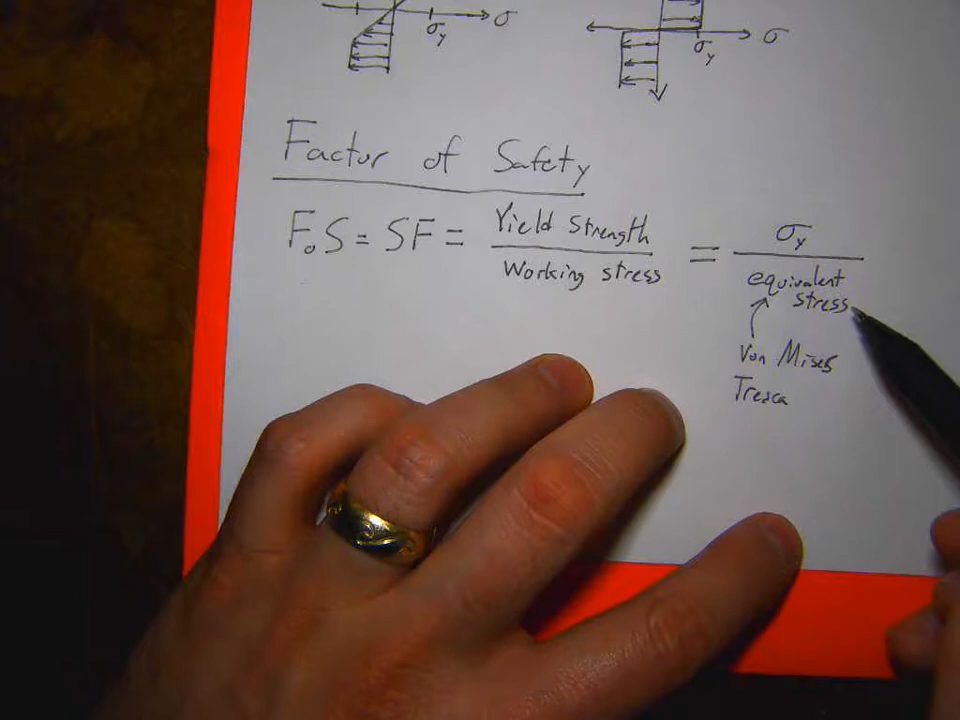 σy σ
σy σ
Factor of Safety
F.S = SF = Yield Strength / Working stress = σy / equivalent stress
Von Mises
Tresca